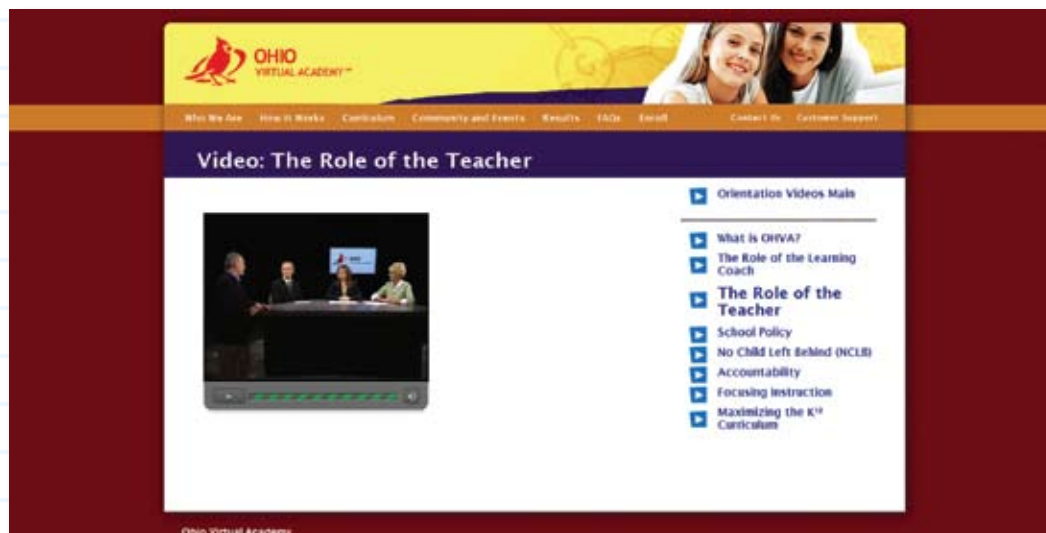 OHIO
VIRTUAL ACADEMY™
Who We Are How It Works Curriculum Community and Events Results FAQs Enroll Contact Us Customer Support
Video: The Role of the Teacher
Orientation Videos Main
What is OHVA?
The Role of the Learning
Coach
The Role of the
Teacher
School Policy
No Child Left Behind (NCLB)
Accountability
Focusing Instruction
Maximizing the K¹²
Curriculum
Ohio Virtual Academy